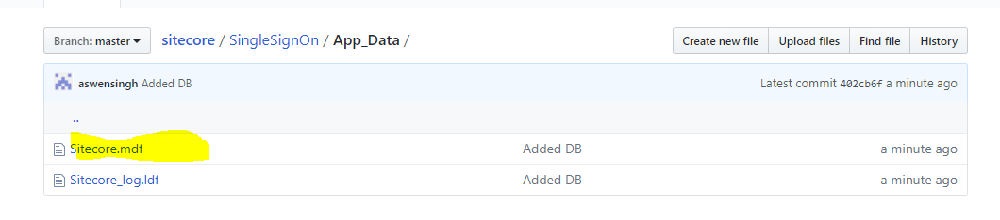 Branch: master sitecore / SingleSignOn / App_Data / Create new file Upload files Find file History
aswensingh Added DB Latest commit 402cb6f a minute ago
..
Sitecore.mdf Added DB a minute ago
Sitecore_log.ldf Added DB a minute ago